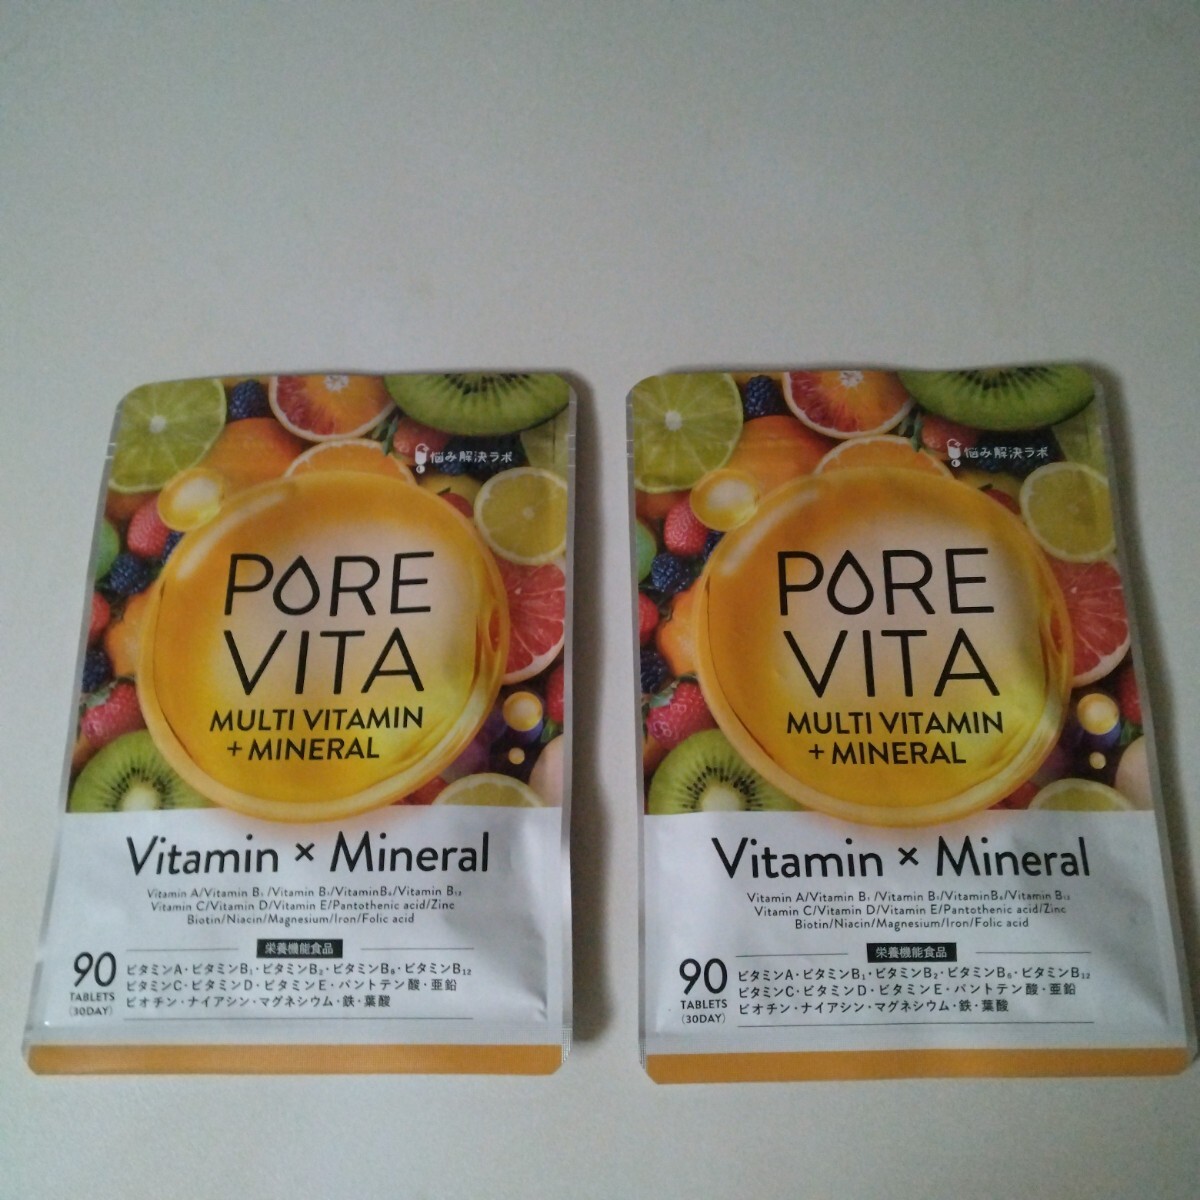 悩み解決ラボ
PORE
VITA
MULTI VITAMIN
+ MINERAL
Vitamin × Mineral
Vitamin A/Vitamin B₁ /Vitamin B₂/VitaminB₆/Vitamin B₁₂
Vitamin C/Vitamin D/Vitamin E/Pantothenic acid/Zinc
Biotin/Niacin/Magnesium/Iron/Folic acid
栄養機能食品
90
TABLETS
(30DAY)
ビタミンA・ビタミンB₁・ビタミンB₂・ビタミンB₆・ビタミンB₁₂
ビタミンC・ビタミンD・ビタミンE・パントテン酸・亜鉛
ビオチン・ナイアシン・マグネシウム・鉄・葉酸
悩み解決ラボ
PORE
VITA
MULTI VITAMIN
+ MINERAL
Vitamin × Mineral
Vitamin A/Vitamin B₁ /Vitamin B₂/VitaminB₆/Vitamin B₁₂
Vitamin C/Vitamin D/Vitamin E/Pantothenic acid/Zinc
Biotin/Niacin/Magnesium/Iron/Folic acid
栄養機能食品
90
TABLETS
(30DAY)
ビタミンA・ビタミンB₁・ビタミンB₂・ビタミンB₆・ビタミンB₁₂
ビタミンC・ビタミンD・ビタミンE・パントテン酸・亜鉛
ビオチン・ナイアシン・マグネシウム・鉄・葉酸